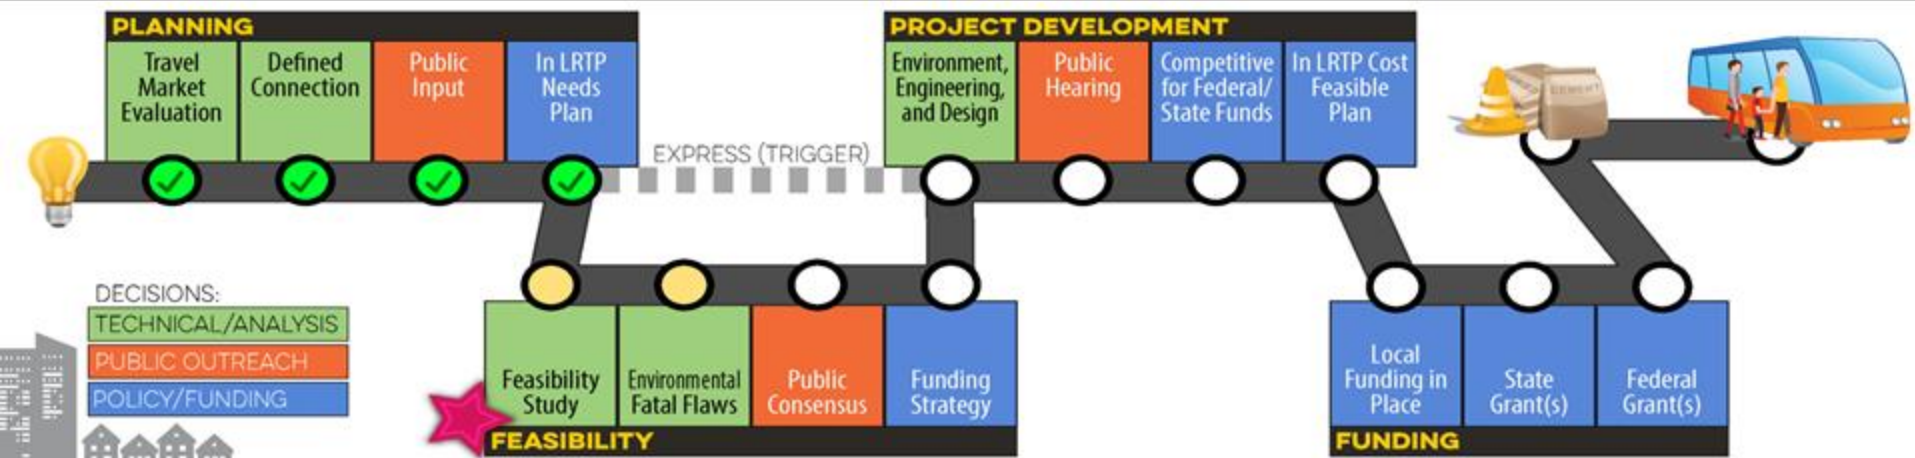 PLANNING
Travel
Market
Evaluation
Defined
Connection
Public
Input
In LRTP
Needs
Plan
EXPRESS (TRIGGER)
PROJECT DEVELOPMENT
Environment,
Engineering,
and Design
Public
Hearing
Competitive
for Federal/
State Funds
In LRTP Cost
Feasible
Plan
CEMENT
DECISIONS:
TECHNICAL/ANALYSIS
PUBLIC OUTREACH
POLICY/FUNDING
Feasibility
Study
Environmental
Fatal Flaws
Public
Consensus
Funding
Strategy
FEASIBILITY
Local
Funding in
Place
State
Grant(s)
Federal
Grant(s)
FUNDING